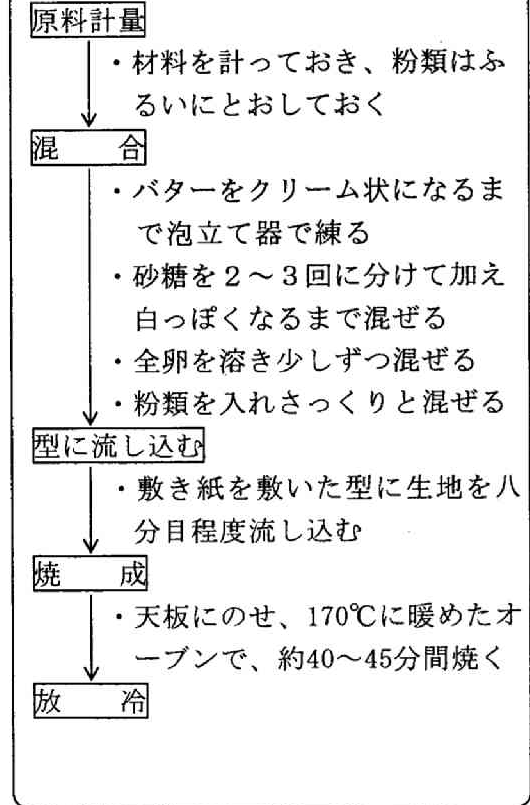 原料計量
・材料を計っておき、粉類はふ
るいにとおしておく
混　　合
・バターをクリーム状になるま
で泡立て器で練る
・砂糖を２～３回に分けて加え
白っぽくなるまで混ぜる
・全卵を溶き少しずつ混ぜる
・粉類を入れさっくりと混ぜる
型に流し込む
・敷き紙を敷いた型に生地を八
分目程度流し込む
焼　　成
・天板にのせ、170℃に暖めたオ
ーブンで、約40～45分間焼く
放　　冷